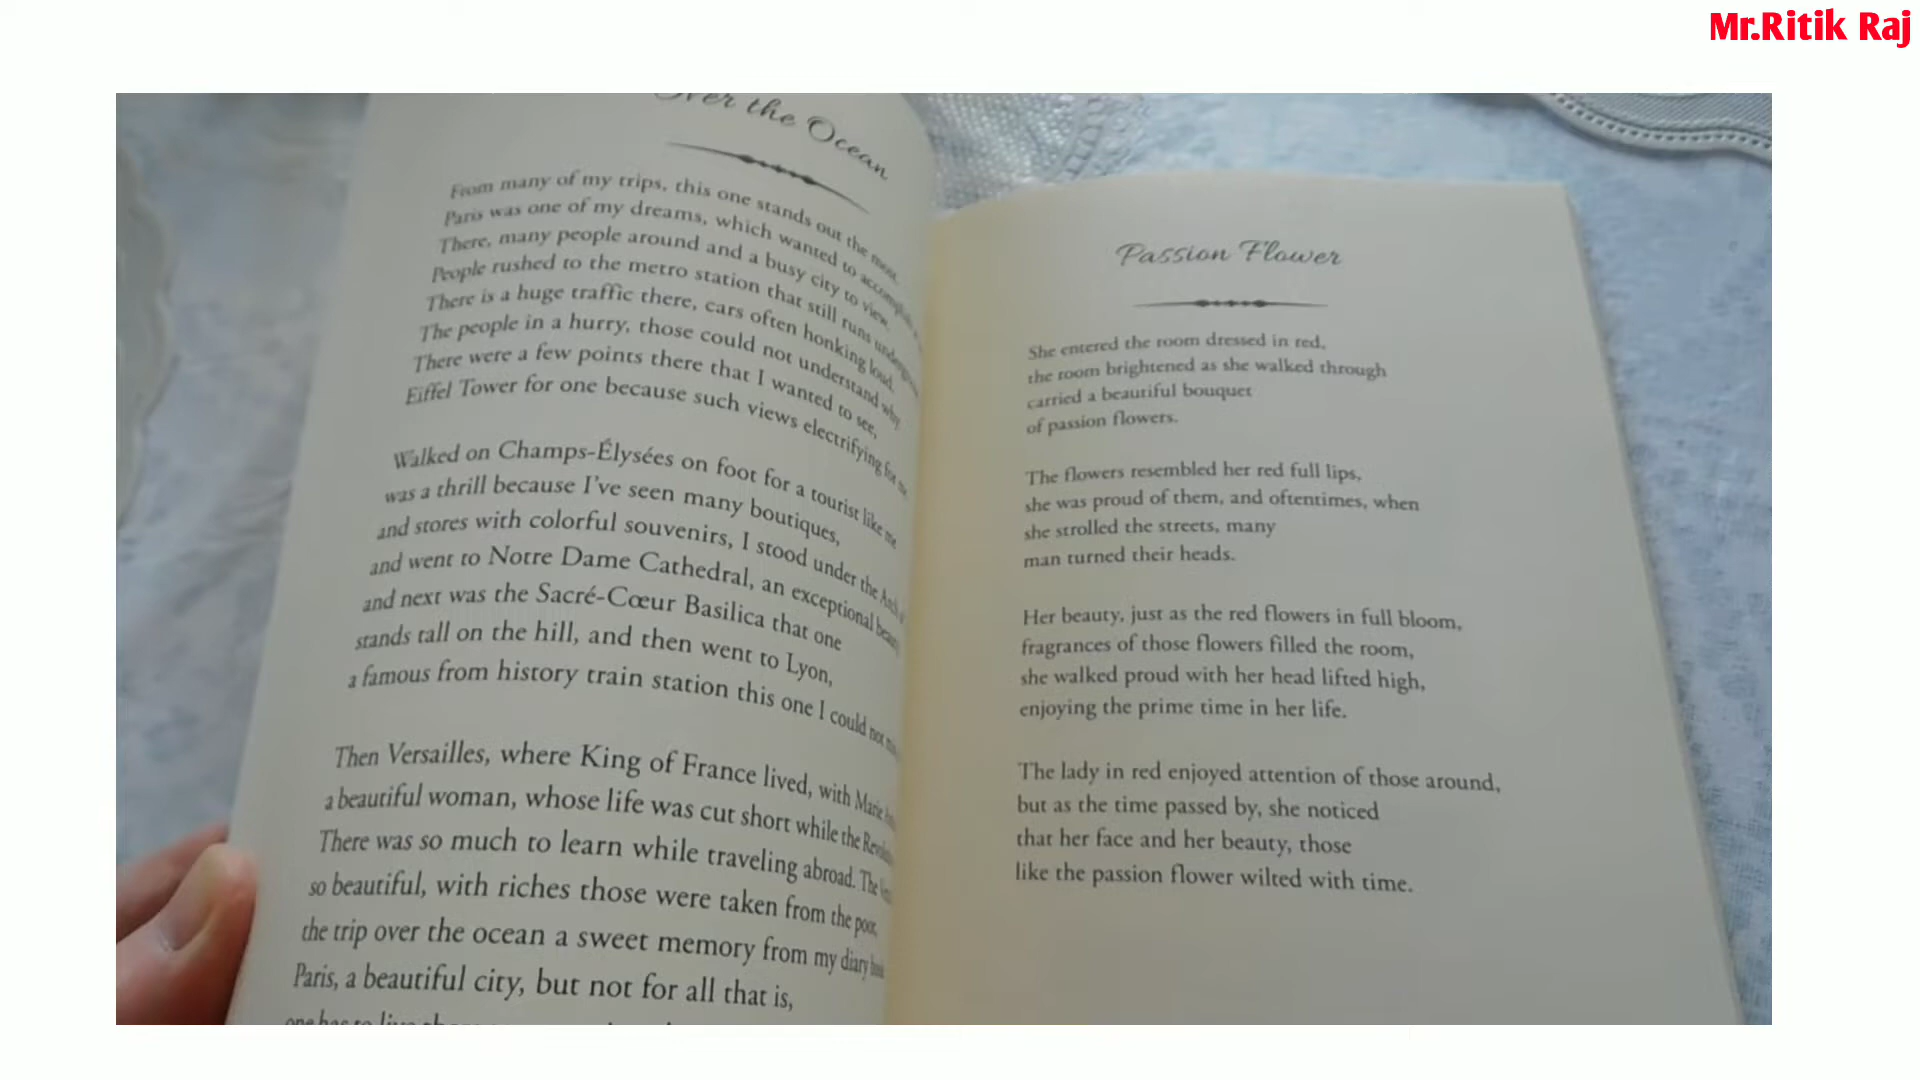 Mr.Ritik Raj
Over the Ocean
From many of my trips, this one stands out the most.
Paris was one of my dreams, which wanted to accomplish
There, many people around and a busy city to view.
People rushed to the metro station that still runs
There is a huge traffic there, cars often honking loud.
The people in a hurry, those could not understand why
There were a few points there that I wanted to see,
Eiffel Tower for one because such views electrifying for me
Walked on Champs-Élysées on foot for a tourist like me
was a thrill because I've seen many boutiques,
and stores with colorful souvenirs, I stood under the Arch of
and went to Notre Dame Cathedral, an exceptional beauty
and next was the Sacré-Cœur Basilica that one
stands tall on the hill, and then went to Lyon,
a famous from history train station this one I could not
Then Versailles, where King of France lived, with Marie
a beautiful woman, whose life was cut short while the
There was so much to learn while traveling abroad. The
so beautiful, with riches those were taken from the poor,
the trip over the ocean a sweet memory from my diary
Paris, a beautiful city, but not for all that is,
Passion Flower
She entered the room dressed in red,
the room brightened as she walked through
carried a beautiful bouquet
of passion flowers.
The flowers resembled her red full lips,
she was proud of them, and oftentimes, when
she strolled the streets, many
man turned their heads.
Her beauty, just as the red flowers in full bloom,
fragrances of those flowers filled the room,
she walked proud with her head lifted high,
enjoying the prime time in her life.
The lady in red enjoyed attention of those around,
but as the time passed by, she noticed
that her face and her beauty, those
like the passion flower wilted with time.